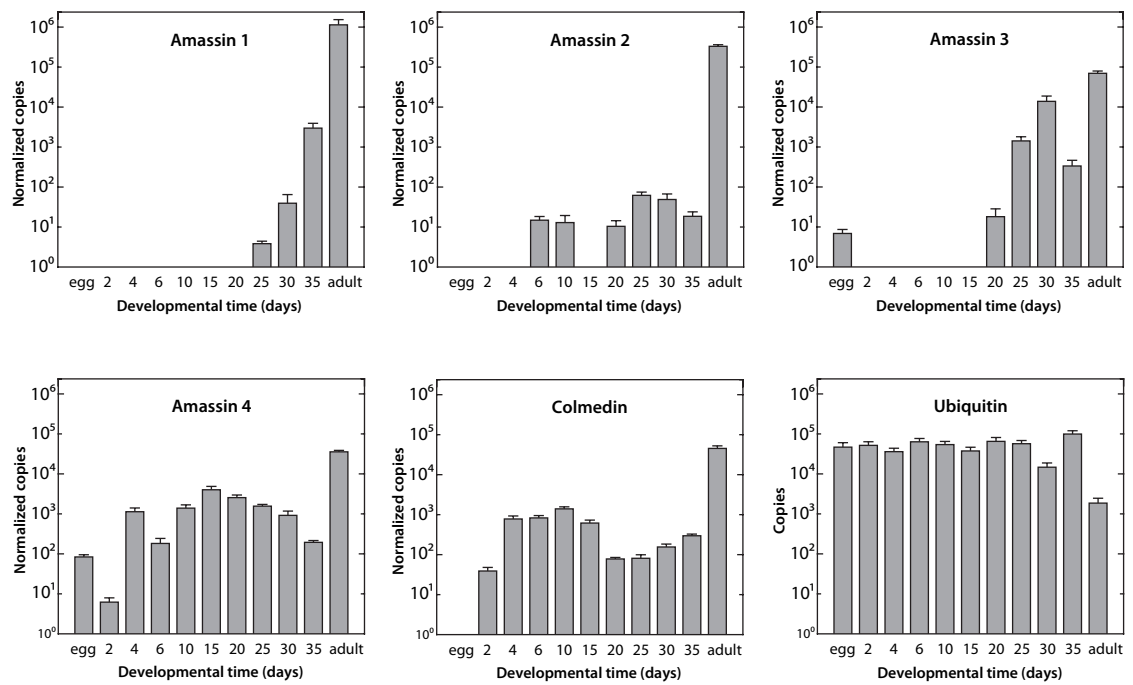 Amassin 1
Normalized copies
10⁶
10⁵
10⁴
10³
10²
10¹
10⁰
egg 2 4 6 10 15 20 25 30 35 adult
Developmental time (days)
Amassin 2
Normalized copies
10⁶
10⁵
10⁴
10³
10²
10¹
10⁰
egg 2 4 6 10 15 20 25 30 35 adult
Developmental time (days)
Amassin 3
Normalized copies
10⁶
10⁵
10⁴
10³
10²
10¹
10⁰
egg 2 4 6 10 15 20 25 30 35 adult
Developmental time (days)
Amassin 4
Normalized copies
10⁶
10⁵
10⁴
10³
10²
10¹
10⁰
egg 2 4 6 10 15 20 25 30 35 adult
Developmental time (days)
Colmedin
Normalized copies
10⁶
10⁵
10⁴
10³
10²
10¹
10⁰
egg 2 4 6 10 15 20 25 30 35 adult
Developmental time (days)
Ubiquitin
Copies
10⁶
10⁵
10⁴
10³
10²
10¹
10⁰
egg 2 4 6 10 15 20 25 30 35 adult
Developmental time (days)